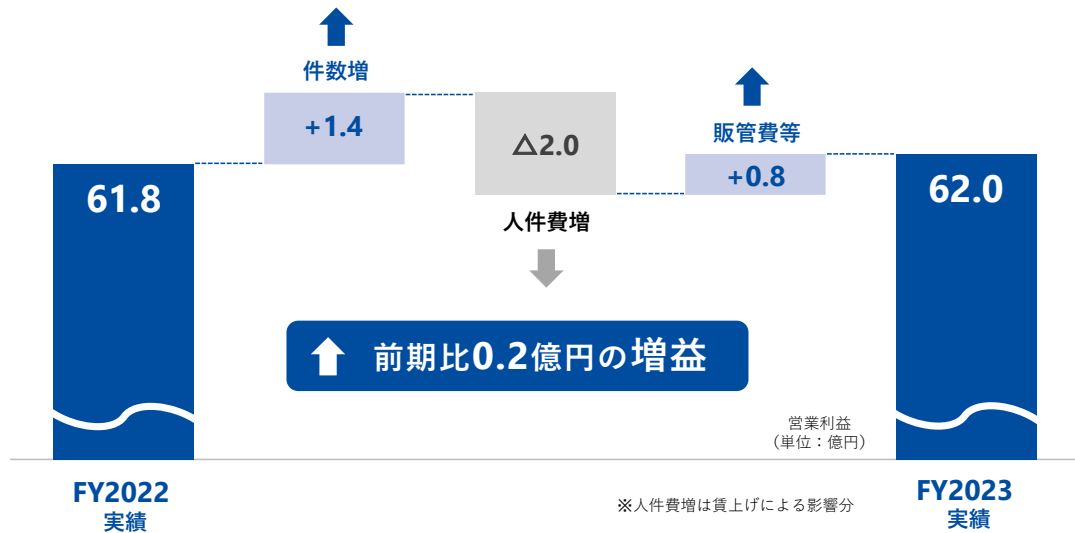 件数増
+1.4
△2.0
人件費増
販管費等
+0.8
61.8
62.0
前期比0.2億円の増益
営業利益
(単位：億円)
FY2022
実績
※人件費増は賃上げによる影響分
FY2023
実績